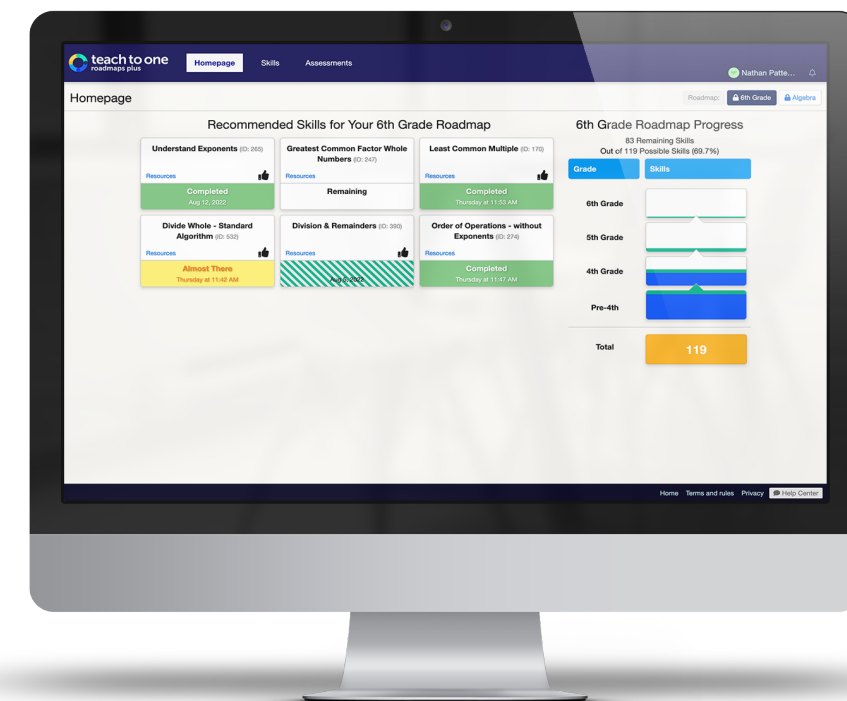 teach to one
roadmaps plus
Homepage
Skills
Assessments
Nathan Patte...
Homepage
Roadmap:
6th Grade
Algebra
Recommended Skills for Your 6th Grade Roadmap
Understand Exponents (ID: 265)
Resources
Completed
Aug 12, 2022
Greatest Common Factor Whole
Numbers (ID: 247)
Resources
Remaining
Least Common Multiple (ID: 170)
Resources
Completed
Thursday at 11:53 AM
Divide Whole - Standard
Algorithm (ID: 532)
Resources
Almost There
Thursday at 11:42 AM
Division & Remainders (ID: 390)
Resources
Aug 5, 2022
Order of Operations - without
Exponents (ID: 274)
Resources
Completed
Thursday at 11:47 AM
6th Grade Roadmap Progress
83 Remaining Skills
Out of 119 Possible Skills (69.7%)
Grade
Skills
6th Grade
5th Grade
4th Grade
Pre-4th
Total
119
Home
Terms and rules
Privacy
Help Center